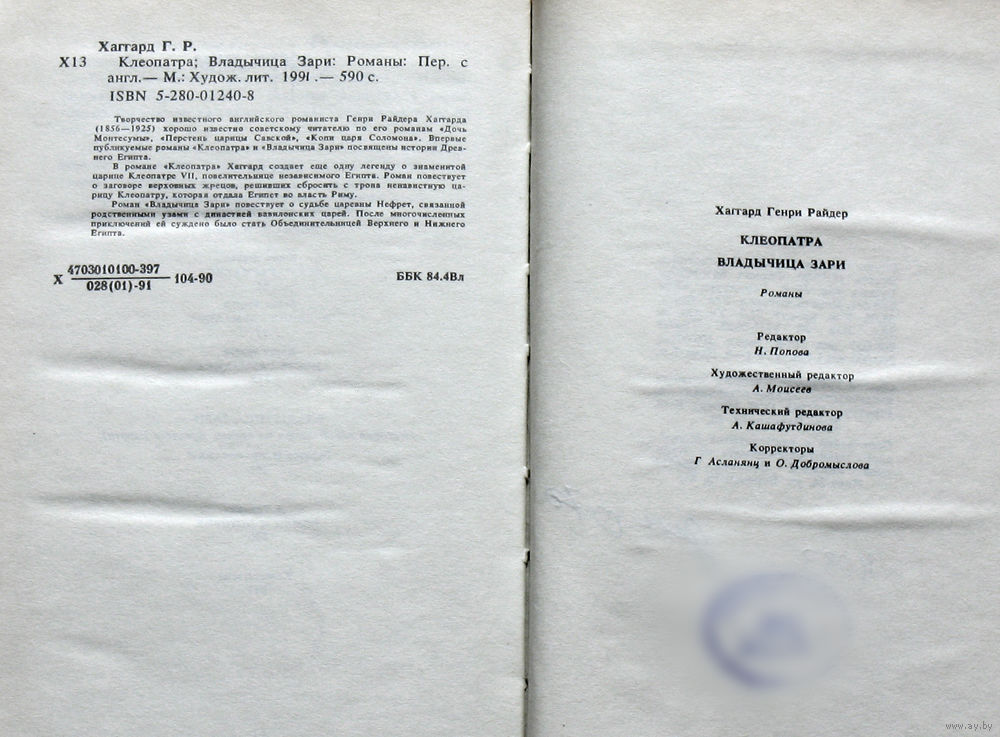 Хаггард Г. Р.
Х13 Клеопатра; Владычица Зари: Романы: Пер. с
англ.— М.: Худож. лит. 1991 .— 590 с.
ISBN 5-280-01240-8
Творчество известного английского романиста Генри Райдера Хаггарда
(1856—1925) хорошо известно советскому читателю по его романам «Дочь
Монтесумы», «Перстень царицы Савской», «Копи царя Соломона». Впервые
публикуемые романы «Клеопатра» и «Владычица Зари» посвящены истории Древ-
него Египта.
В романе «Клеопатра» Хаггард создает еще одну легенду о знаменитой
царице Клеопатре VII, повелительнице независимого Египта. Роман повествует
о заговоре верховных жрецов, решивших сбросить с трона ненавистную ца-
рицу Клеопатру, которая отдала Египет во власть Риму.
Роман «Владычица Зари» повествует о судьбе царевны Нефрет, связанной
родственными узами с династией вавилонских царей. После многочисленных
приключений ей суждено было стать Объединительницей Верхнего и Нижнего
Египта.
Х 4703010100-397
028(01)-91 104-90
ББК 84.4Вл
Хаггард Генри Райдер
КЛЕОПАТРА
ВЛАДЫЧИЦА ЗАРИ
Романы
Редактор
Н. Попова
Художественный редактор
А. Моисеев
Технический редактор
А. Кашафутдинова
Корректоры
Г Асланянц и О. Добромыслова
www.ay.by